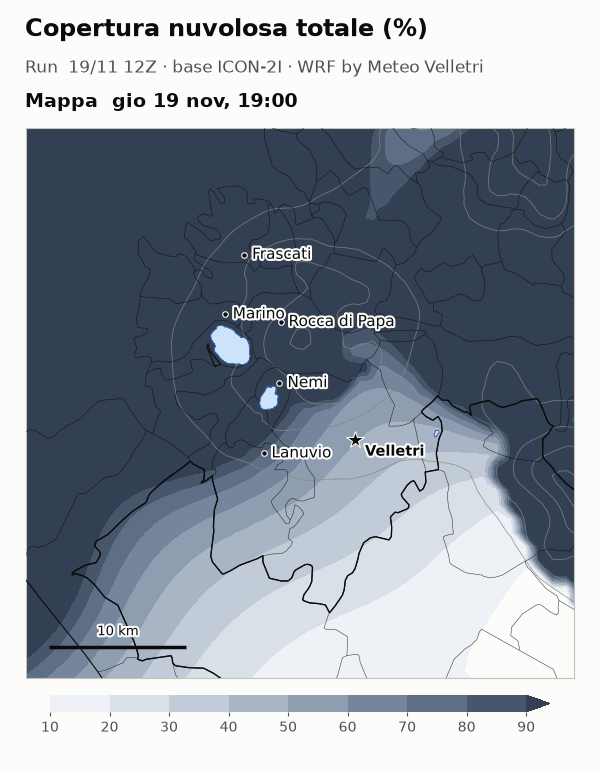 Copertura nuvolosa totale (%)
Run  19/11 12Z · base ICON-2I · WRF by Meteo Velletri
Mappa  gio 19 nov, 19:00
Frascati
Marino
Rocca di Papa
Nemi
Velletri
Lanuvio
10 km
10 20 30 40 50 60 70 80 90